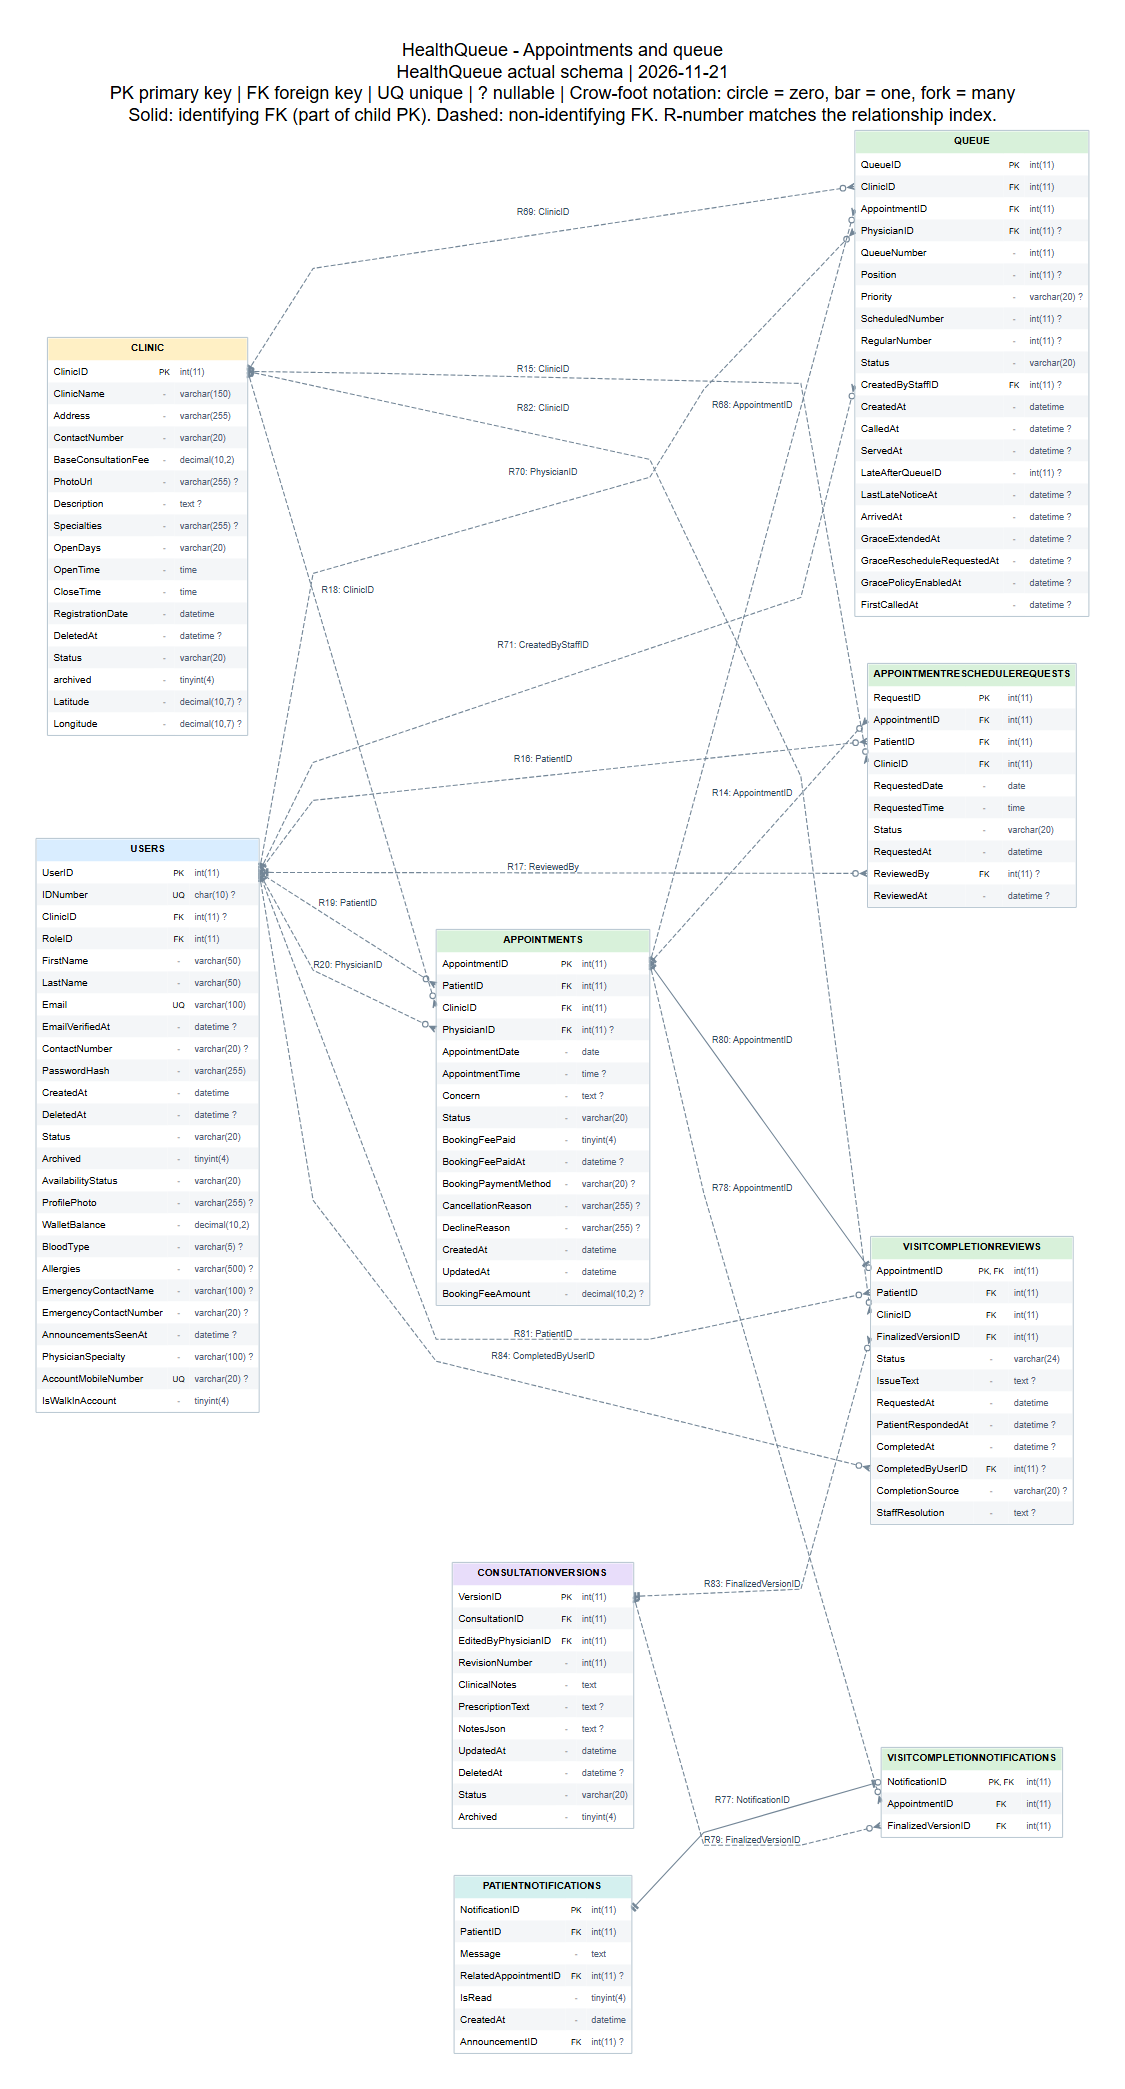 HealthQueue - Appointments and queue
HealthQueue actual schema | 2026-11-21
PK primary key | FK foreign key | UQ unique | ? nullable | Crow-foot notation: circle = zero, bar = one, fork = many
Solid: identifying FK (part of child PK). Dashed: non-identifying FK. R-number matches the relationship index.
QUEUE
QueueID PK int(11)
ClinicID FK int(11)
AppointmentID FK int(11)
PhysicianID FK int(11) ?
QueueNumber - int(11)
Position - int(11) ?
Priority - varchar(20) ?
ScheduledNumber - int(11) ?
RegularNumber - int(11) ?
Status - varchar(20)
CreatedByStaffID FK int(11) ?
CreatedAt - datetime
CalledAt - datetime ?
ServedAt - datetime ?
LateAfterQueueID - int(11) ?
LastLateNoticeAt - datetime ?
ArrivedAt - datetime ?
GraceExtendedAt - datetime ?
GraceRescheduleRequestedAt - datetime ?
GracePolicyEnabledAt - datetime ?
FirstCalledAt - datetime ?
CLINIC
ClinicID PK int(11)
ClinicName - varchar(150)
Address - varchar(255)
ContactNumber - varchar(20)
BaseConsultationFee - decimal(10,2)
PhotoUrl - varchar(255) ?
Description - text ?
Specialties - varchar(255) ?
OpenDays - varchar(20)
OpenTime - time
CloseTime - time
RegistrationDate - datetime
DeletedAt - datetime ?
Status - varchar(20)
archived - tinyint(4)
Latitude - decimal(10,7) ?
Longitude - decimal(10,7) ?
R69: ClinicID
R15: ClinicID
R82: ClinicID
R68: AppointmentID
R70: PhysicianID
R18: ClinicID
R71: CreatedByStaffID
R16: PatientID
R14: AppointmentID
R17: ReviewedBy
R19: PatientID
R20: PhysicianID
APPOINTMENTRESCHEDULEREQUESTS
RequestID PK int(11)
AppointmentID FK int(11)
PatientID FK int(11)
ClinicID FK int(11)
RequestedDate - date
RequestedTime - time
Status - varchar(20)
RequestedAt - datetime
ReviewedBy FK int(11) ?
ReviewedAt - datetime ?
USERS
UserID PK int(11)
IDNumber UQ char(10) ?
ClinicID FK int(11) ?
RoleID FK int(11)
FirstName - varchar(50)
LastName - varchar(50)
Email UQ varchar(100)
EmailVerifiedAt - datetime ?
ContactNumber - varchar(20) ?
PasswordHash - varchar(255)
CreatedAt - datetime
DeletedAt - datetime ?
Status - varchar(20)
Archived - tinyint(4)
AvailabilityStatus - varchar(20)
ProfilePhoto - varchar(255) ?
WalletBalance - decimal(10,2)
BloodType - varchar(5) ?
Allergies - varchar(500) ?
EmergencyContactName - varchar(100) ?
EmergencyContactNumber - varchar(20) ?
AnnouncementsSeenAt - datetime ?
PhysicianSpecialty - varchar(100) ?
AccountMobileNumber UQ varchar(20) ?
IsWalkInAccount - tinyint(4)
APPOINTMENTS
AppointmentID PK int(11)
PatientID FK int(11)
ClinicID FK int(11)
PhysicianID FK int(11) ?
AppointmentDate - date
AppointmentTime - time ?
Concern - text ?
Status - varchar(20)
BookingFeePaid - tinyint(4)
BookingFeePaidAt - datetime ?
BookingPaymentMethod - varchar(20) ?
CancellationReason - varchar(255) ?
DeclineReason - varchar(255) ?
CreatedAt - datetime
UpdatedAt - datetime
BookingFeeAmount - decimal(10,2) ?
R80: AppointmentID
R78: AppointmentID
R81: PatientID
R84: CompletedByUserID
VISITCOMPLETIONREVIEWS
AppointmentID PK, FK int(11)
PatientID FK int(11)
ClinicID FK int(11)
FinalizedVersionID FK int(11)
Status - varchar(24)
IssueText - text ?
RequestedAt - datetime
PatientRespondedAt - datetime ?
CompletedAt - datetime ?
CompletedByUserID FK int(11) ?
CompletionSource - varchar(20) ?
StaffResolution - text ?
CONSULTATIONVERSIONS
VersionID PK int(11)
ConsultationID FK int(11)
EditedByPhysicianID FK int(11)
RevisionNumber - int(11)
ClinicalNotes - text
PrescriptionText - text ?
NotesJson - text ?
UpdatedAt - datetime
DeletedAt - datetime ?
Status - varchar(20)
Archived - tinyint(4)
R83: FinalizedVersionID
R77: NotificationID
R79: FinalizedVersionID
VISITCOMPLETIONNOTIFICATIONS
NotificationID PK, FK int(11)
AppointmentID FK int(11)
FinalizedVersionID FK int(11)
PATIENTNOTIFICATIONS
NotificationID PK int(11)
PatientID FK int(11)
Message - text
RelatedAppointmentID FK int(11) ?
IsRead - tinyint(4)
CreatedAt - datetime
AnnouncementID FK int(11) ?